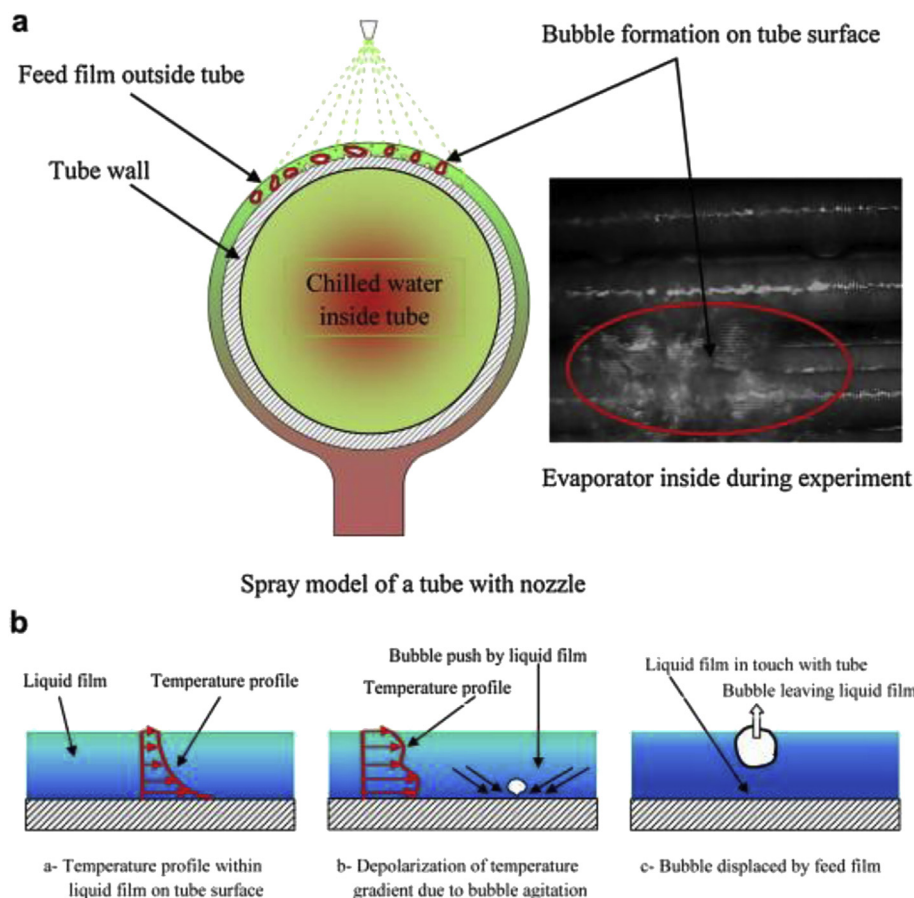 a
Bubble formation on tube surface
Feed film outside tube
Tube wall
Chilled water
inside tube
Evaporator inside during experiment
Spray model of a tube with nozzle
b
Liquid film
Temperature profile
Bubble push by liquid film
Temperature profile
Liquid film in touch with tube
Bubble leaving liquid film
a- Temperature profile within
liquid film on tube surface
b- Depolarization of temperature
gradient due to bubble agitation
c- Bubble displaced by feed film